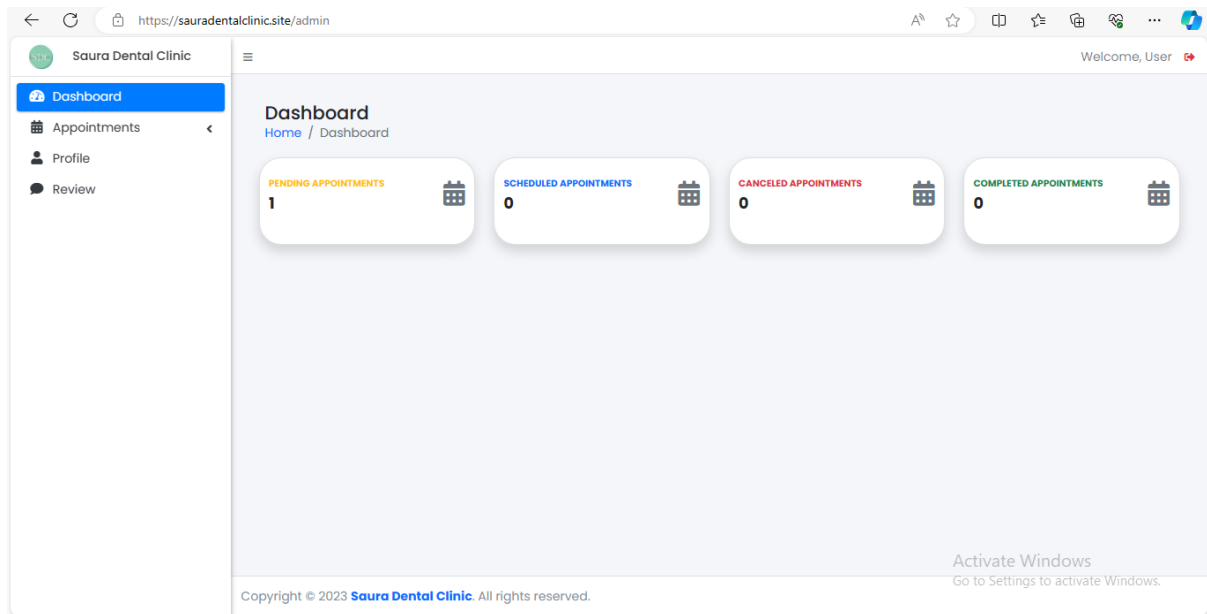 https://sauradentalclinic.site/admin
SDC
Saura Dental Clinic
Welcome, User
Dashboard
Appointments
Profile
Review
Dashboard
Home / Dashboard
PENDING APPOINTMENTS
1
SCHEDULED APPOINTMENTS
0
CANCELED APPOINTMENTS
0
COMPLETED APPOINTMENTS
0
Activate Windows
Go to Settings to activate Windows.
Copyright © 2023 Saura Dental Clinic. All rights reserved.